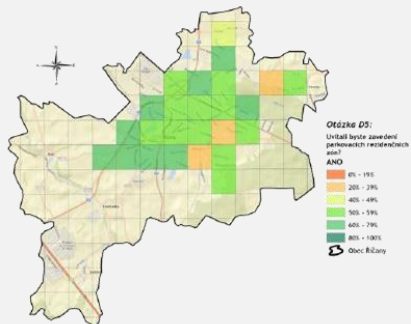 Otázka D5:
Uvítali byste zavedení
parkovacích rezidenčních
zón?
ANO
0% - 19%
20% - 39%
40% - 49%
50% - 59%
60% - 79%
80% - 100%
Obec Říčany